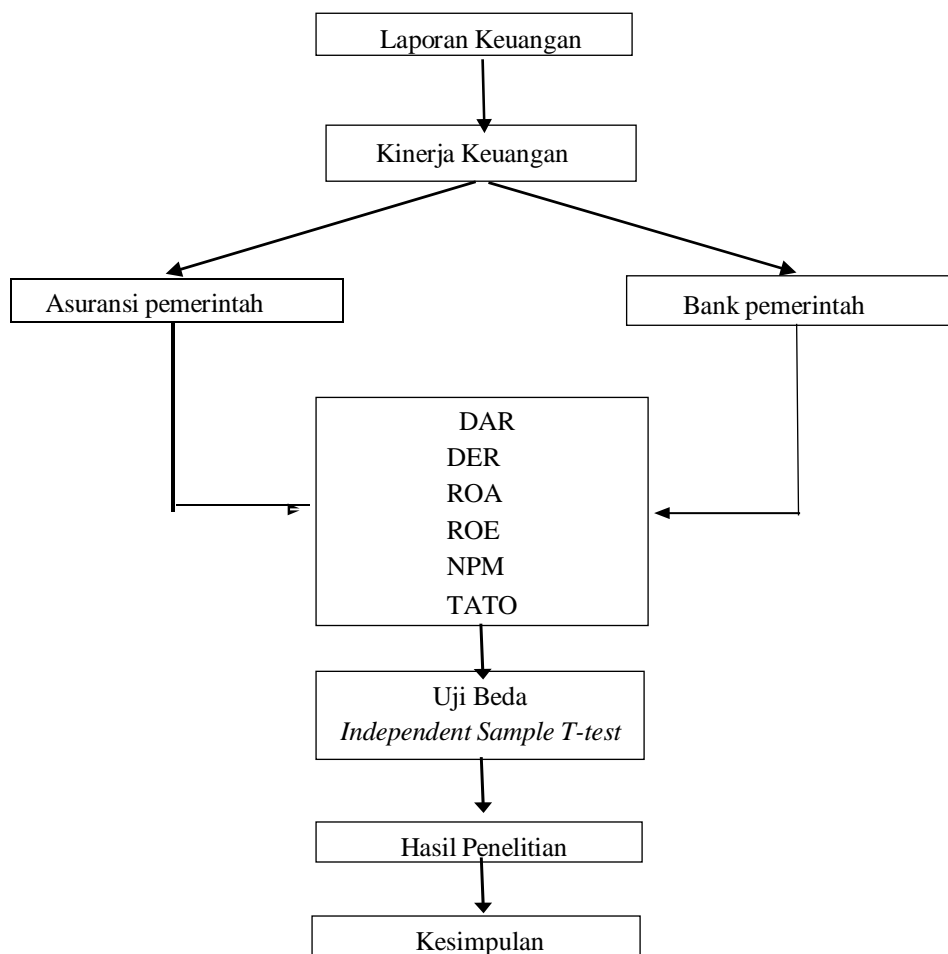 Laporan Keuangan
Kinerja Keuangan
Asuransi pemerintah
Bank pemerintah
DAR
DER
ROA
ROE
NPM
TATO
Uji Beda
Independent Sample T-test
Hasil Penelitian
Kesimpulan